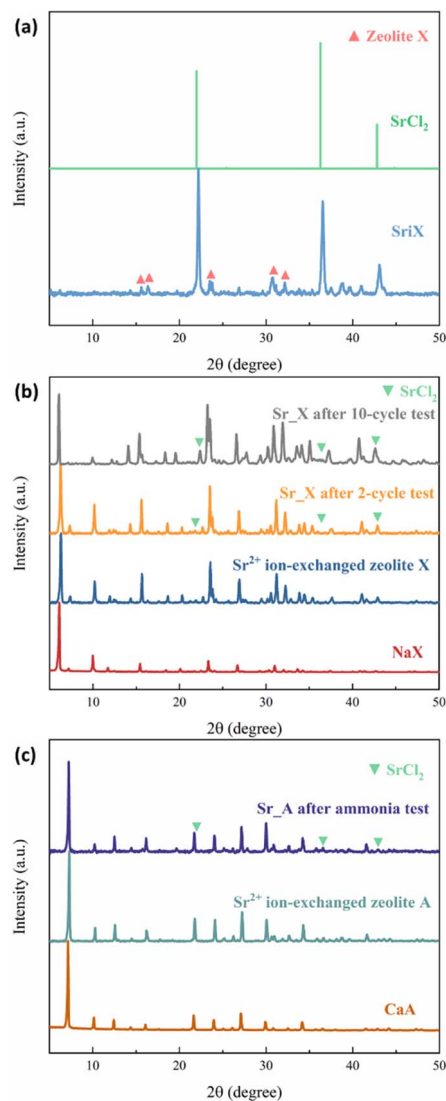 (a)
▲ Zeolite X
SrCl₂
SriX
Intensity (a.u.)
10 20 30 40 50
2θ (degree)
(b)
▼ SrCl₂
Sr_X after 10-cycle test
Sr_X after 2-cycle test
Sr²⁺ ion-exchanged zeolite X
NaX
Intensity (a.u.)
10 20 30 40 50
2θ (degree)
(c)
▼ SrCl₂
Sr_A after ammonia test
Sr²⁺ ion-exchanged zeolite A
CaA
Intensity (a.u.)
10 20 30 40 50
2θ (degree)